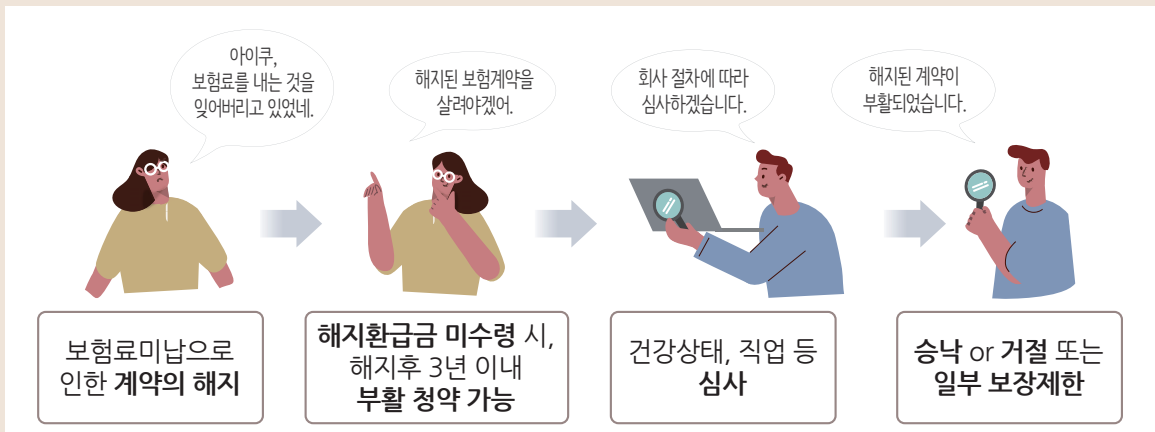 아이쿠,
보험료를 내는 것을
잊어버리고 있었네.
해지된 보험계약을
살려야겠어.
회사 절차에 따라
심사하겠습니다.
해지된 계약이
부활되었습니다.
보험료미납으로
인한 계약의 해지
해지환급금 미수령 시,
해지후 3년 이내
부활 청약 가능
건강상태, 직업 등
심사
승낙 or 거절 또는
일부 보장제한